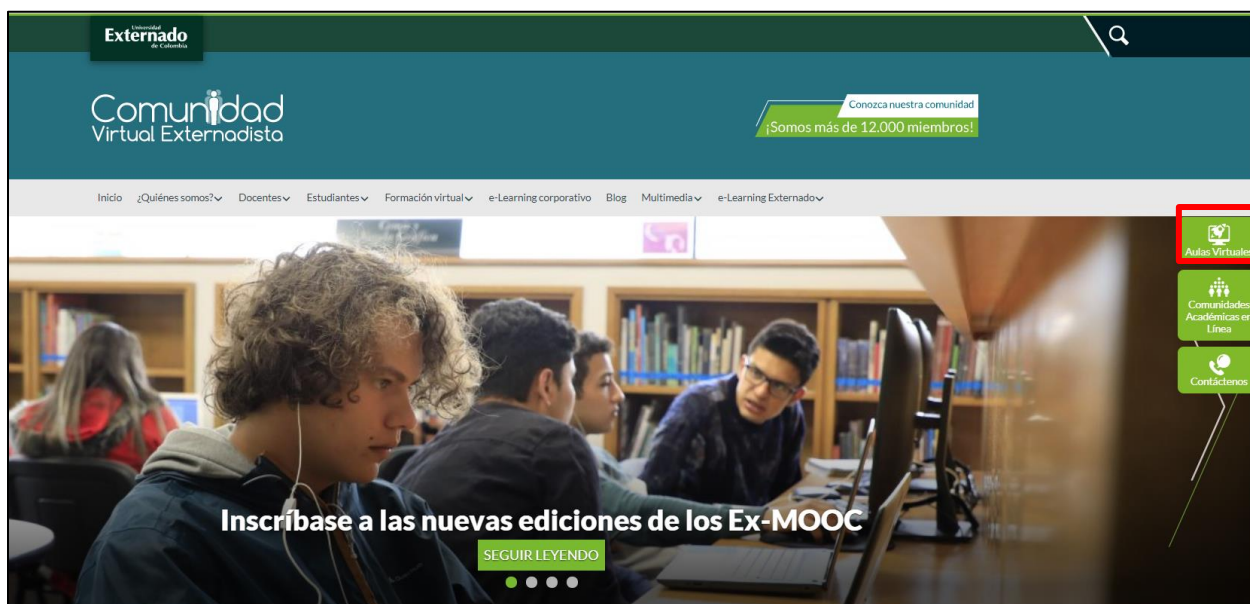 Universidad
Externado
de Colombia
Comunidad
Virtual Externadista
Conozca nuestra comunidad
¡Somos más de 12.000 miembros!
Inicio ¿Quiénes somos? Docentes Estudiantes Formación virtual e-Learning corporativo Blog Multimedia e-Learning Externado
Aulas Virtuales
Comunidades
Académicas en
Línea
Contáctenos
Inscríbase a las nuevas ediciones de los Ex-MOOC
SEGUIR LEYENDO